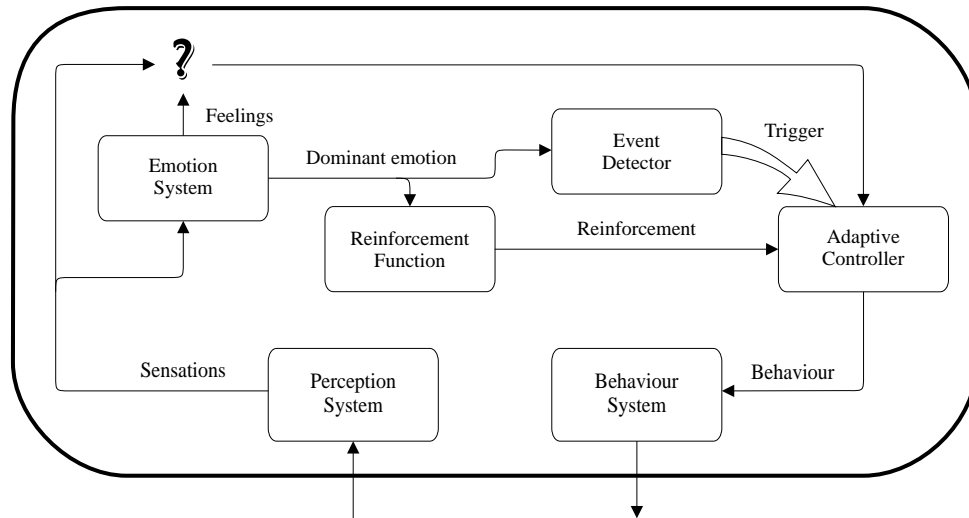 ?
Feelings
Emotion
System
Dominant emotion
Event
Detector
Trigger
Reinforcement
Function
Reinforcement
Adaptive
Controller
Sensations
Perception
System
Behaviour
System
Behaviour